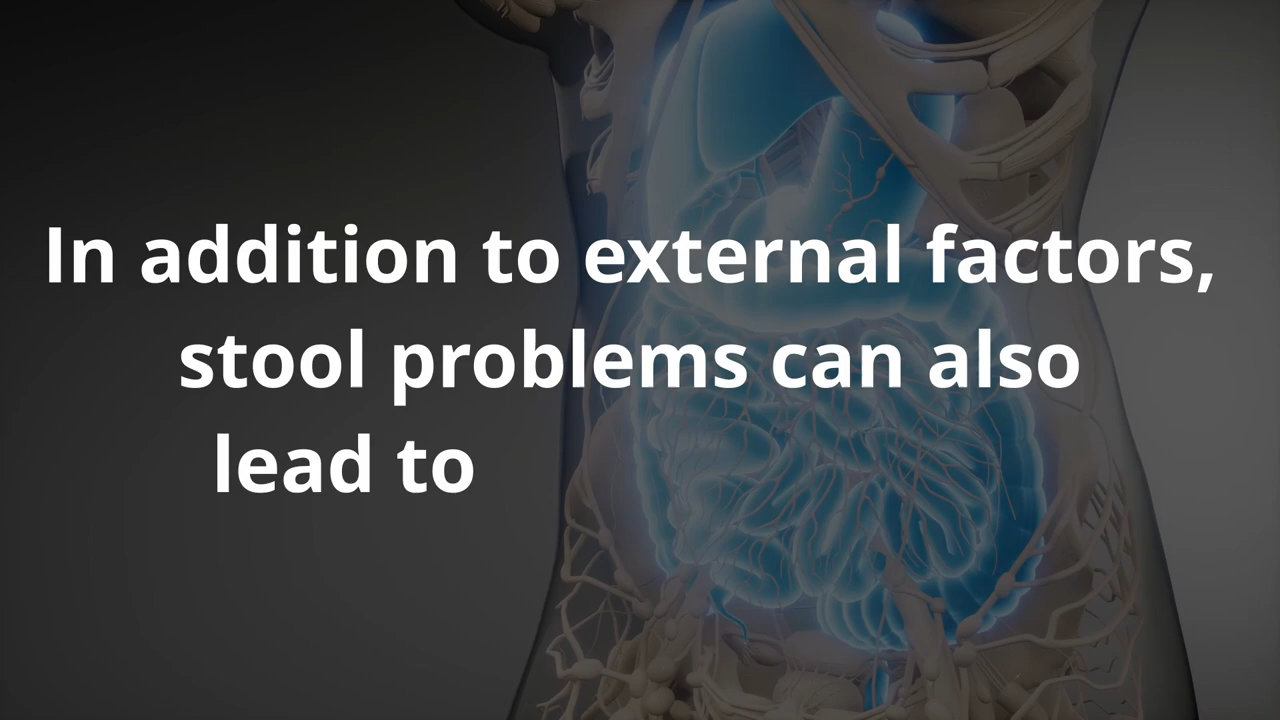 In addition to external factors,
stool problems can also
lead to